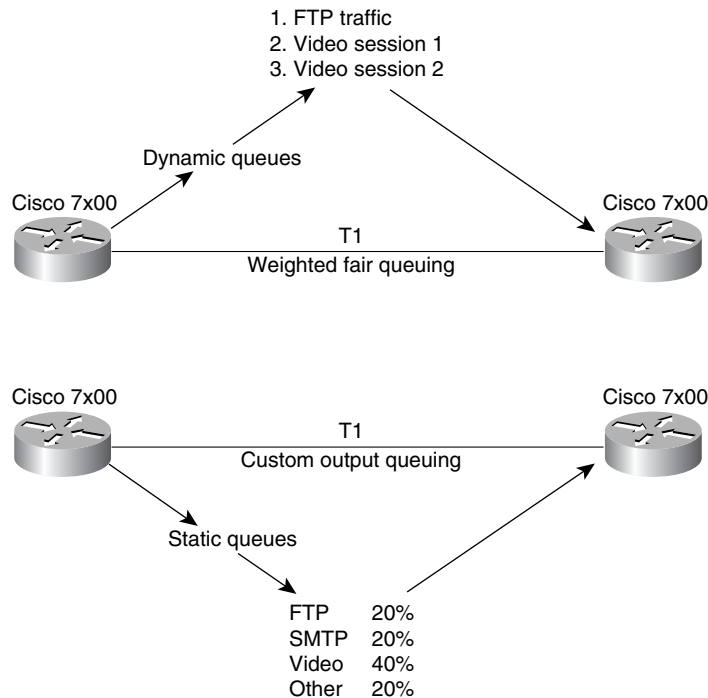 1. FTP traffic
2. Video session 1
3. Video session 2
Dynamic queues
Cisco 7x00
Cisco 7x00
T1
Weighted fair queuing
Cisco 7x00
Cisco 7x00
T1
Custom output queuing
Static queues
FTP 20%
SMTP 20%
Video 40%
Other 20%